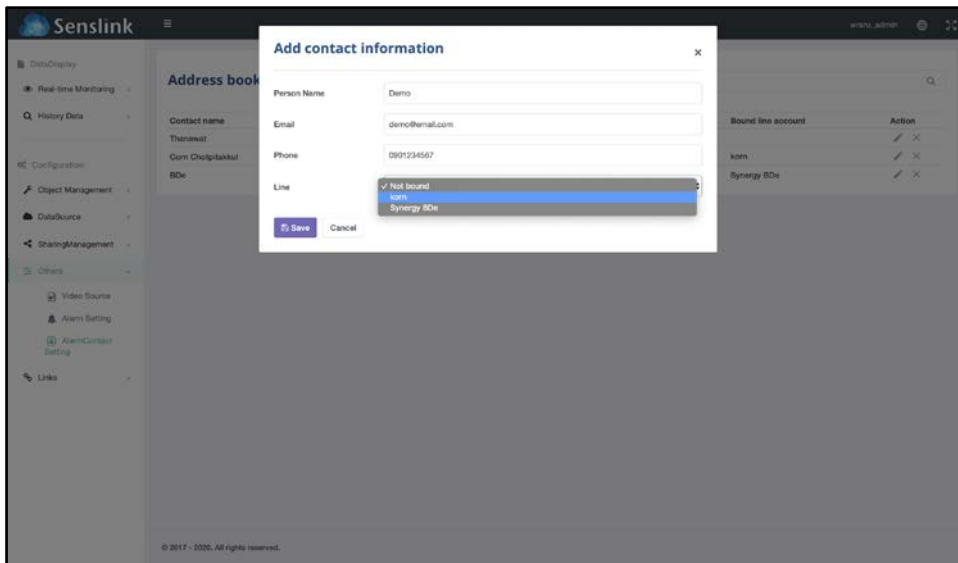 Senslink
wranu_admin
DataDisplay
Real-time Monitoring
History Data
Configuration
Object Management
DataSource
SharingManagement
Others
Video Source
Alarm Setting
AlarmContact
Setting
Links
Address book
Contact name
Bound line account
Action
Thanawat
Corn Cholpitakkul
korn
BDe
Synergy BDe
Add contact information
×
Person Name
Demo
Email
demo@email.com
Phone
0901234567
Line
✓ Not bound
korn
Synergy BDe
Save
Cancel
© 2017 - 2020. All rights reserved.